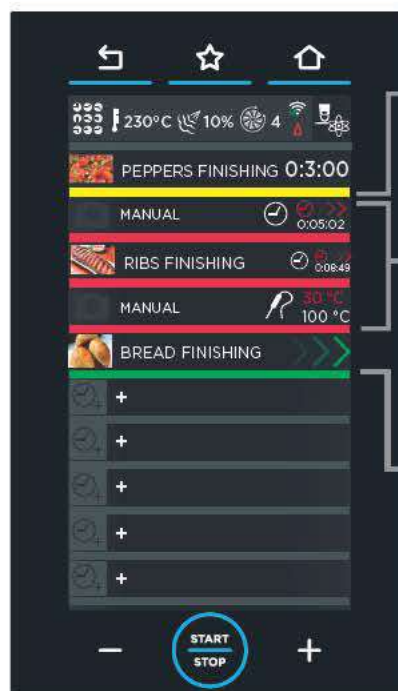 230°C 10% 4
PEPPERS FINISHING 0:3:00
MANUAL
0:05:02
RIBS FINISHING 0:08:49
MANUAL 30 °C
100 °C
BREAD FINISHING
+
+
+
+
+
START
STOP